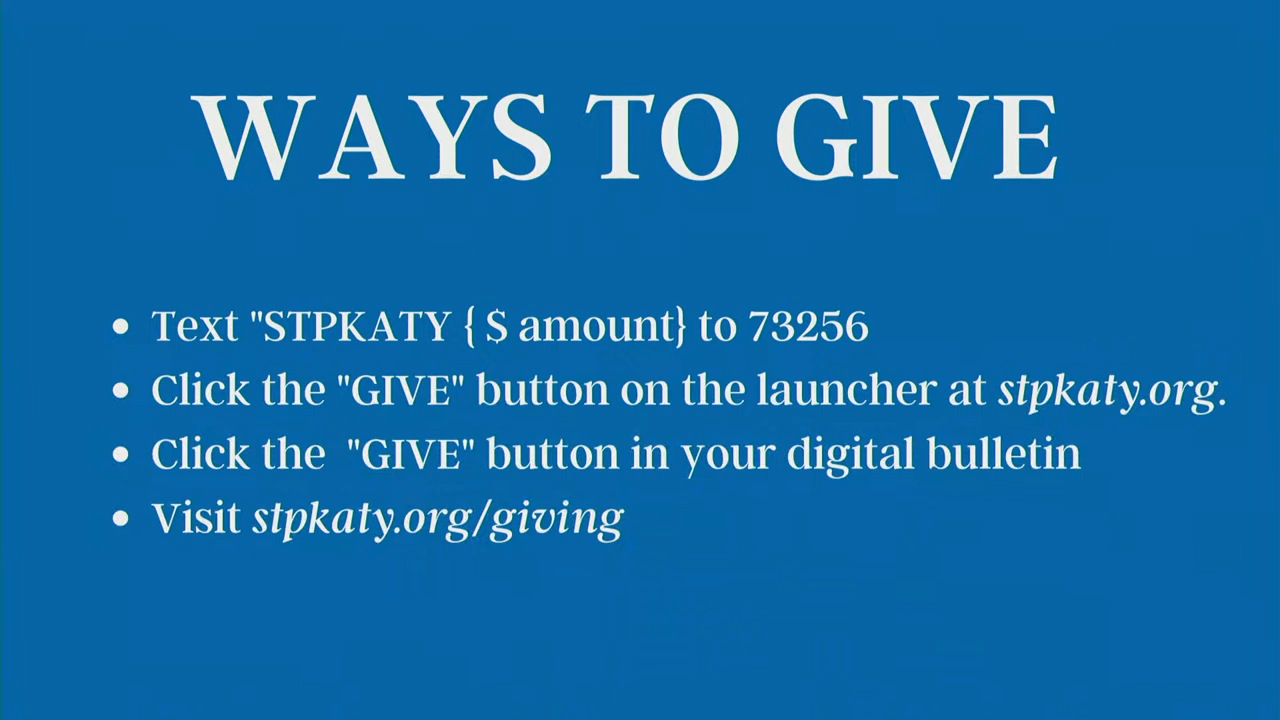 WAYS TO GIVE
• Text "STPKATY { $ amount} to 73256
• Click the "GIVE" button on the launcher at stpkaty.org.
• Click the  "GIVE" button in your digital bulletin
• Visit stpkaty.org/giving